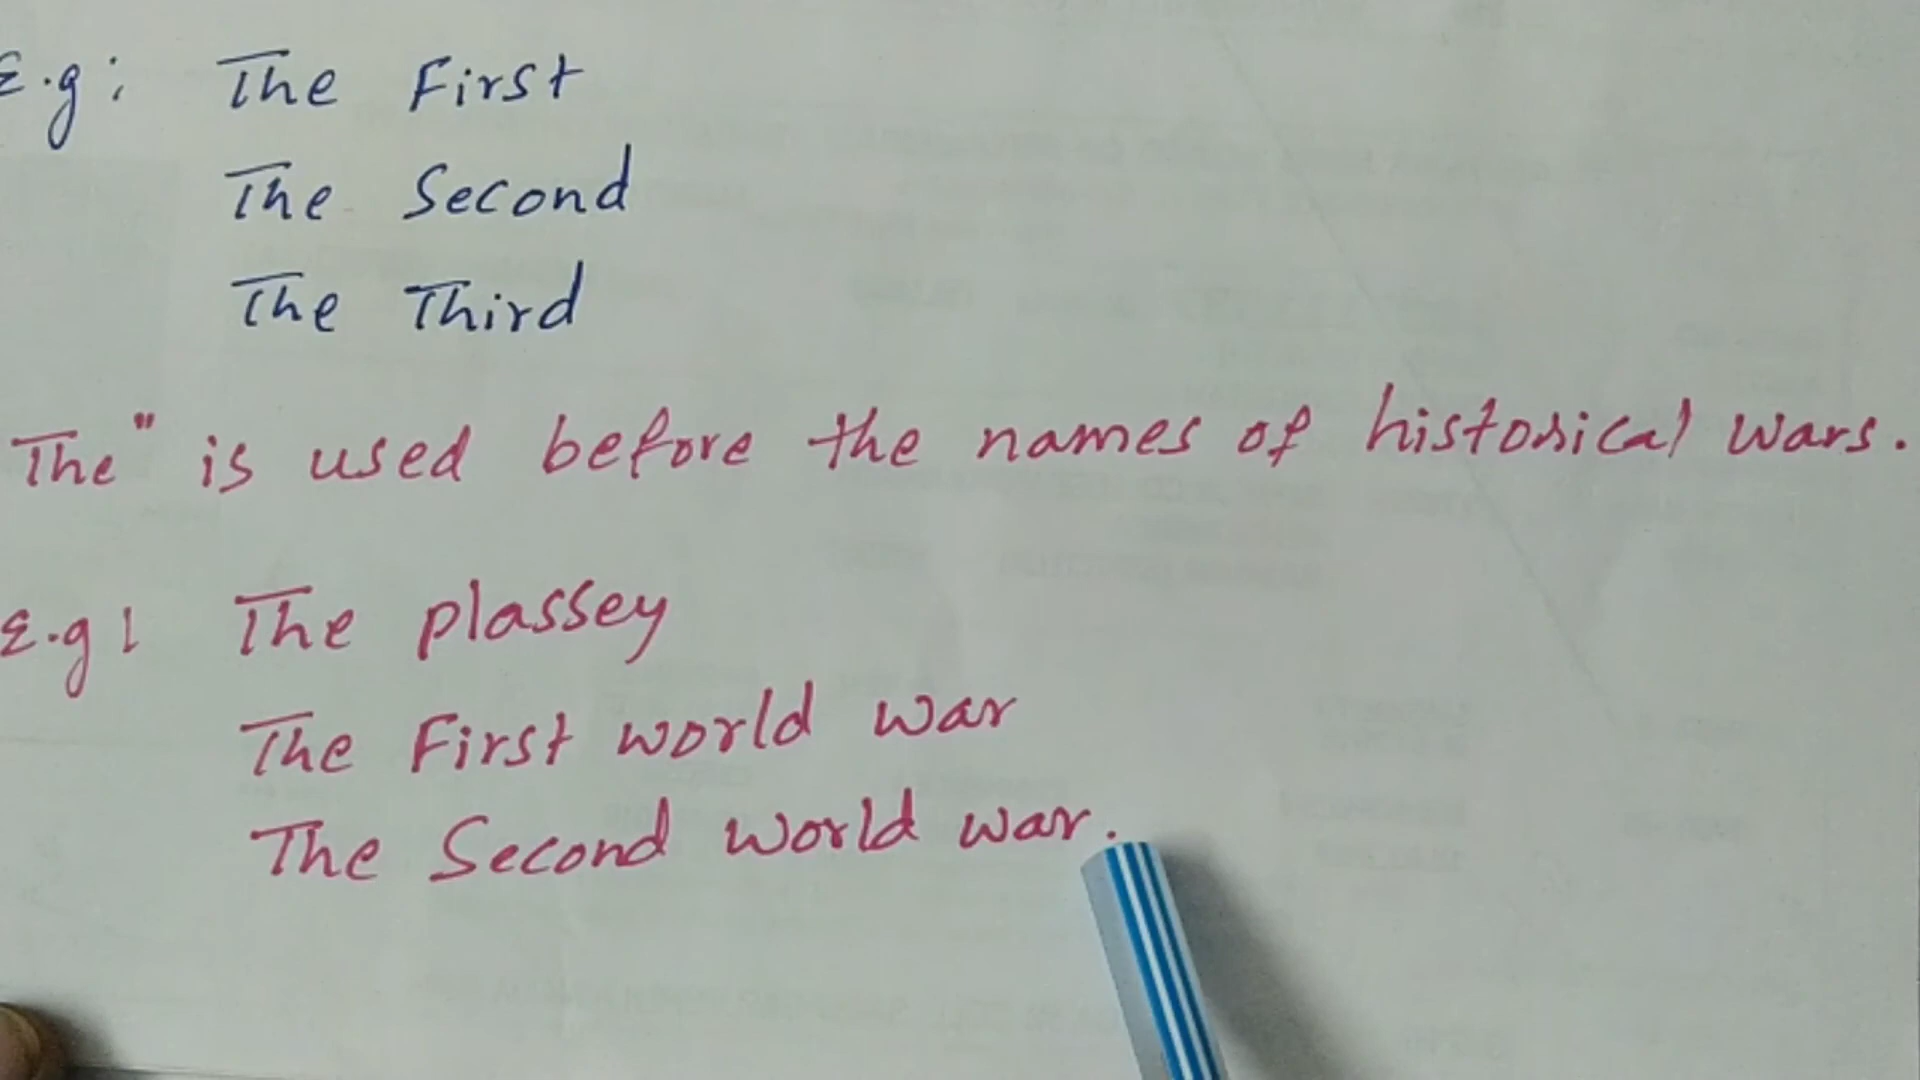 E.g: The First
The Second
The Third
The" is used before the names of historical wars.
E.g: The plassey
The First world war
The Second world war.